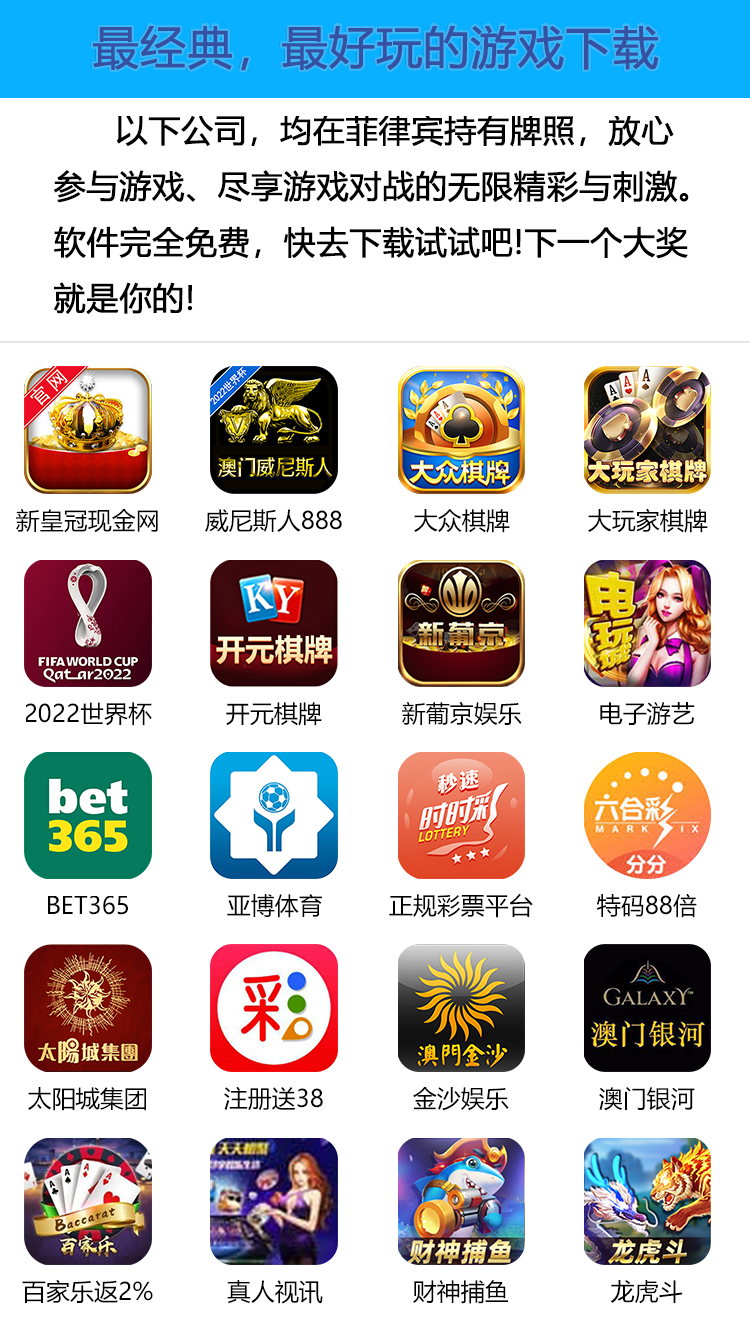 最经典，最好玩的游戏下载
以下公司，均在菲律宾持有牌照，放心
参与游戏、尽享游戏对战的无限精彩与刺激。
软件完全免费，快去下载试试吧!下一个大奖
就是你的!
官网
2022世界杯
澳门威尼斯人
大众棋牌
大玩家棋牌
新皇冠现金网
威尼斯人888
大众棋牌
大玩家棋牌
FIFA WORLD CUP
Qatar2022
KY
开元棋牌
新葡京
电玩城
2022世界杯
开元棋牌
新葡京娱乐
电子游艺
bet
365
秒速
时时彩
LOTTERY
六合彩
MARK SIX
分分
BET365
亚博体育
正规彩票平台
特码88倍
太陽城集團
彩
澳門金沙
GALAXY™
澳门银河
太阳城集团
注册送38
金沙娱乐
澳门银河
Baccarat
百家乐
财神捕鱼
龙虎斗
百家乐返2%
真人视讯
财神捕鱼
龙虎斗